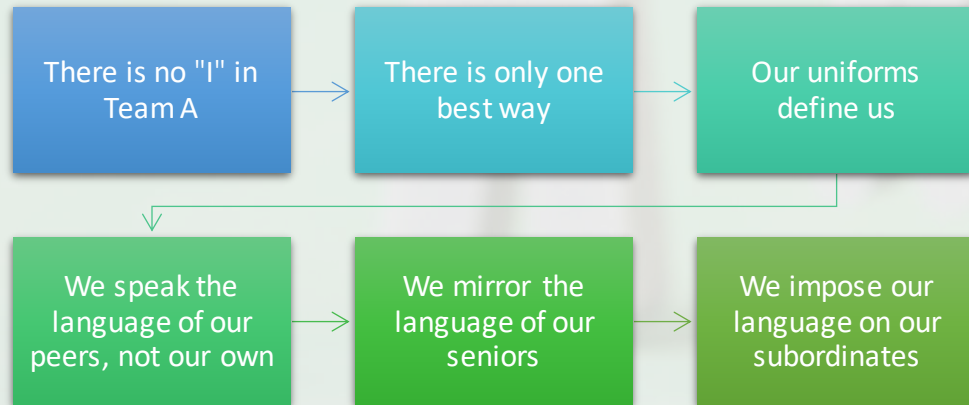 There is no "I" in
Team A
There is only one
best way
Our uniforms
define us
We speak the
language of our
peers, not our own
We mirror the
language of our
seniors
We impose our
language on our
subordinates